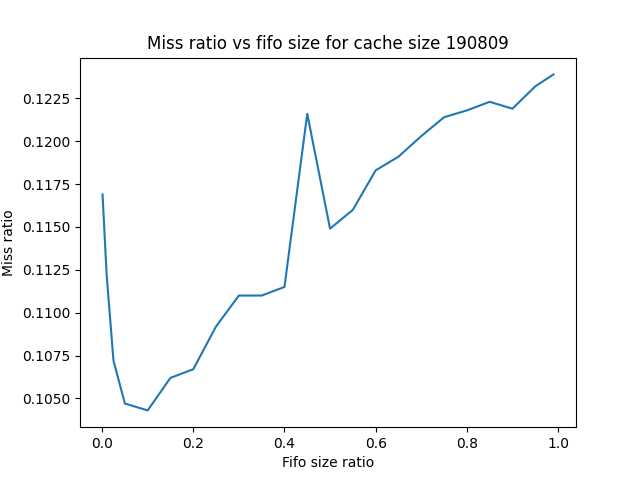 Miss ratio vs fifo size for cache size 190809
Miss ratio
0.1225
0.1200
0.1175
0.1150
0.1125
0.1100
0.1075
0.1050
0.0 0.2 0.4 0.6 0.8 1.0
Fifo size ratio